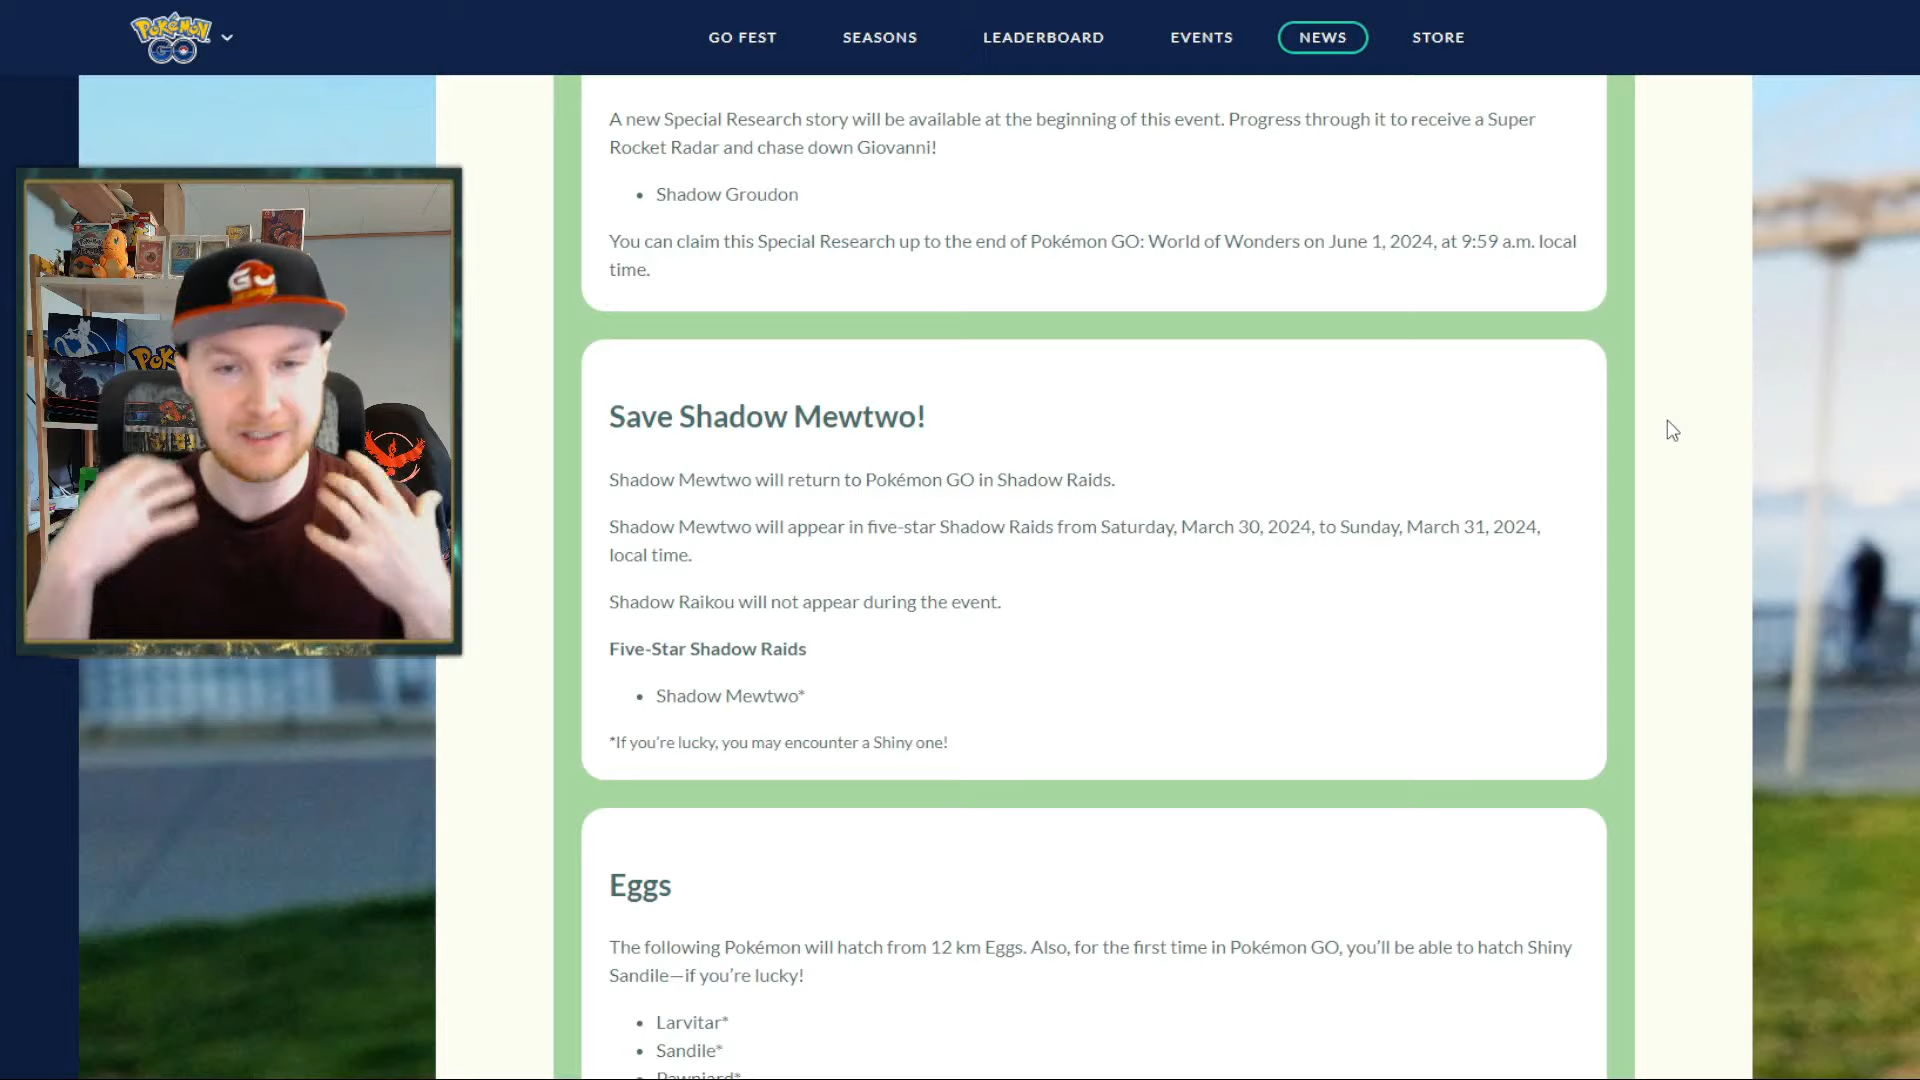 POKÉMON
GO
GO FEST
SEASONS
LEADERBOARD
EVENTS
NEWS
STORE
A new Special Research story will be available at the beginning of this event. Progress through it to receive a Super
Rocket Radar and chase down Giovanni!
• Shadow Groudon
You can claim this Special Research up to the end of Pokémon GO: World of Wonders on June 1, 2024, at 9:59 a.m. local
time.
GO
Save Shadow Mewtwo!
Shadow Mewtwo will return to Pokémon GO in Shadow Raids.
Shadow Mewtwo will appear in five-star Shadow Raids from Saturday, March 30, 2024, to Sunday, March 31, 2024,
local time.
Shadow Raikou will not appear during the event.
Five-Star Shadow Raids
• Shadow Mewtwo*
*If you're lucky, you may encounter a Shiny one!
Eggs
The following Pokémon will hatch from 12 km Eggs. Also, for the first time in Pokémon GO, you'll be able to hatch Shiny
Sandile—if you're lucky!
• Larvitar*
• Sandile*
• Pawniard*